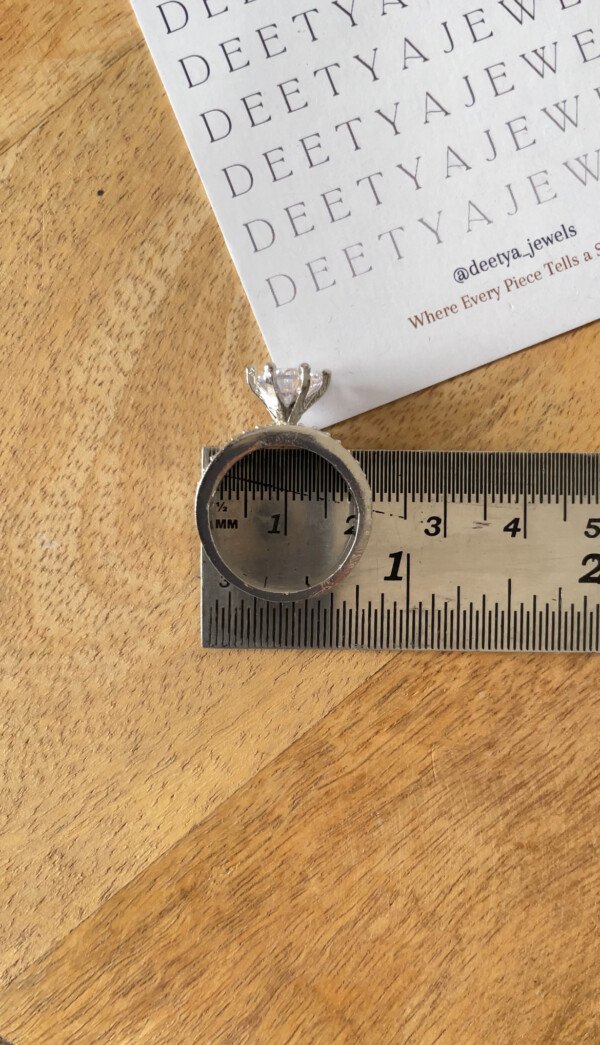 DEETYAJEWE
DEETYAJEWE
DEETYAJEWE
DEETYAJEW
DEETYAJEW
@deetya_jewels
Where Every Piece Tells a S
½
MM 1 2 3 4 5
1 2